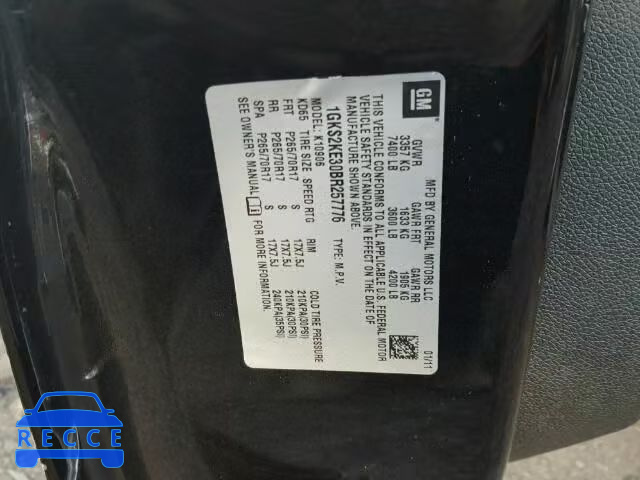 GM
MFD BY GENERAL MOTORS LLC
01/11
GVWR GAWR FRT GAWR RR
3357 KG 1633 KG 1905 KG
7400 LB 3600 LB 4200 LB
THIS VEHICLE CONFORMS TO ALL APPLICABLE U.S. FEDERAL MOTOR
VEHICLE SAFETY STANDARDS IN EFFECT ON THE DATE OF
MANUFACTURE SHOWN ABOVE.
1GKS2KE30BR257776 TYPE: M.P.V.
MODEL: K10906
KD65 TIRE SIZE SPEED RTG RIM COLD TIRE PRESSURE
FRT P265/70R17 S 17X7.5J 210KPA(30PSI)
RR P265/70R17 S 17X7.5J 210KPA(30PSI)
SPA P265/70R17 S 17X7.5J 240KPA(35PSI)
SEE OWNER'S MANUAL FOR MORE INFORMATION.
RECCE